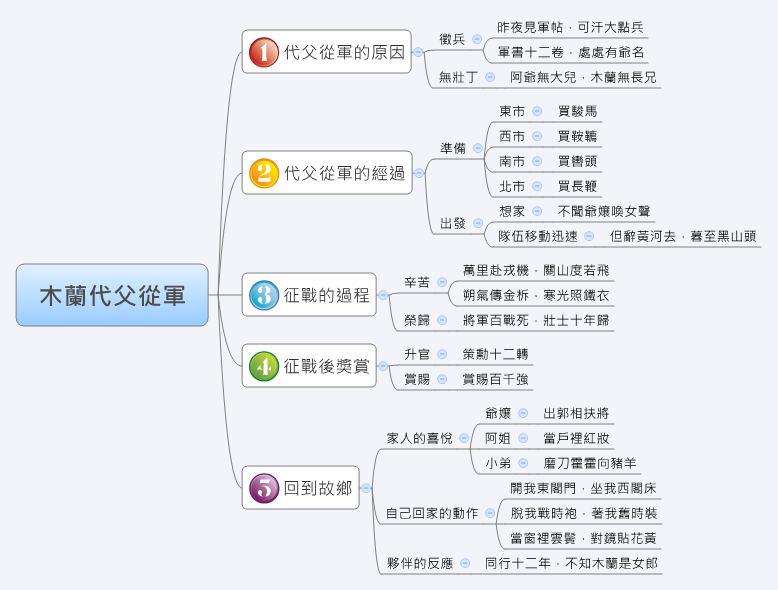 木蘭代父從軍
1 代父從軍的原因
徵兵
昨夜見軍帖，可汗大點兵
軍書十二卷，處處有爺名
無壯丁
阿爺無大兒，木蘭無長兄
2 代父從軍的經過
準備
東市 買駿馬
西市 買鞍韉
南市 買轡頭
北市 買長鞭
出發
想家 不聞爺孃喚女聲
隊伍移動迅速 但辭黃河去，暮至黑山頭
3 征戰的過程
辛苦
萬里赴戎機，關山度若飛
朔氣傳金柝，寒光照鐵衣
榮歸
將軍百戰死，壯士十年歸
4 征戰後獎賞
升官 策勳十二轉
賞賜 賞賜百千強
5 回到故鄉
家人的喜悅
爺孃 出郭相扶將
阿姐 當戶裡紅妝
小弟 磨刀霍霍向豬羊
自己回家的動作
開我東閣門，坐我西閣床
脫我戰時袍，著我舊時裝
當窗裡雲鬢，對鏡貼花黃
夥伴的反應
同行十二年，不知木蘭是女郎